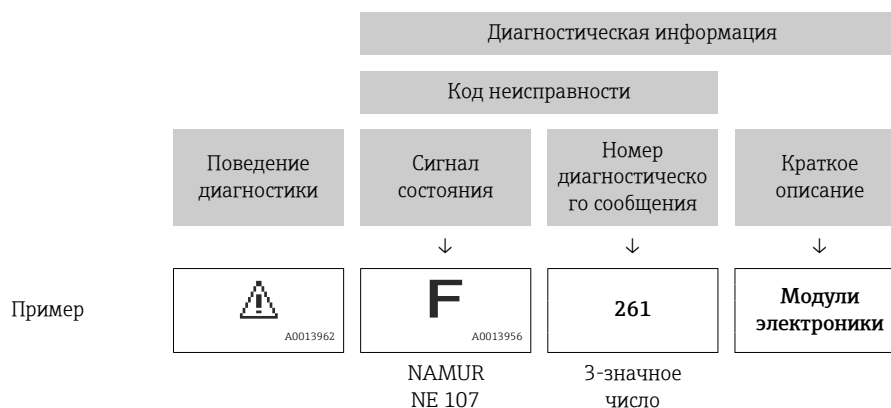 Диагностическая информация
Код неисправности
Поведение
диагностики
Сигнал
состояния
Номер
диагностическо
го сообщения
Краткое
описание
↓ ↓ ↓
Пример
A0013962
F
A0013956
261
Модули
электроники
NAMUR
NE 107
3-значное
число